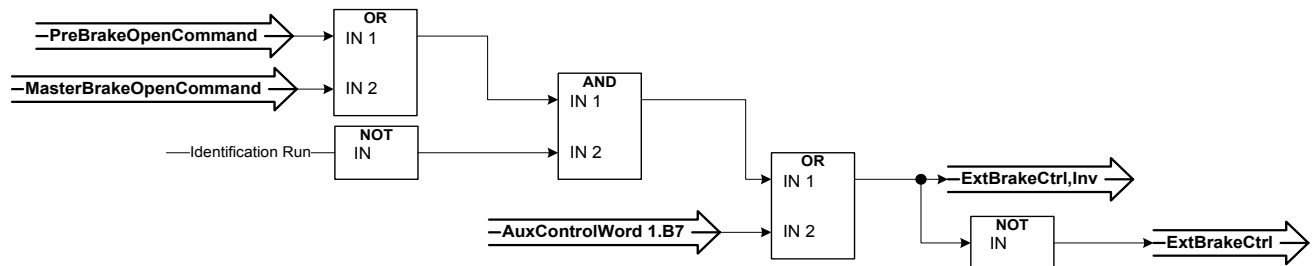 OR
PreBrakeOpenCommand
IN 1
MasterBrakeOpenCommand
IN 2
AND
IN 1
NOT
Identification Run
IN
IN 2
OR
IN 1
ExtBrakeCtrl,Inv
AuxControlWord 1.B7
IN 2
NOT
IN
ExtBrakeCtrl